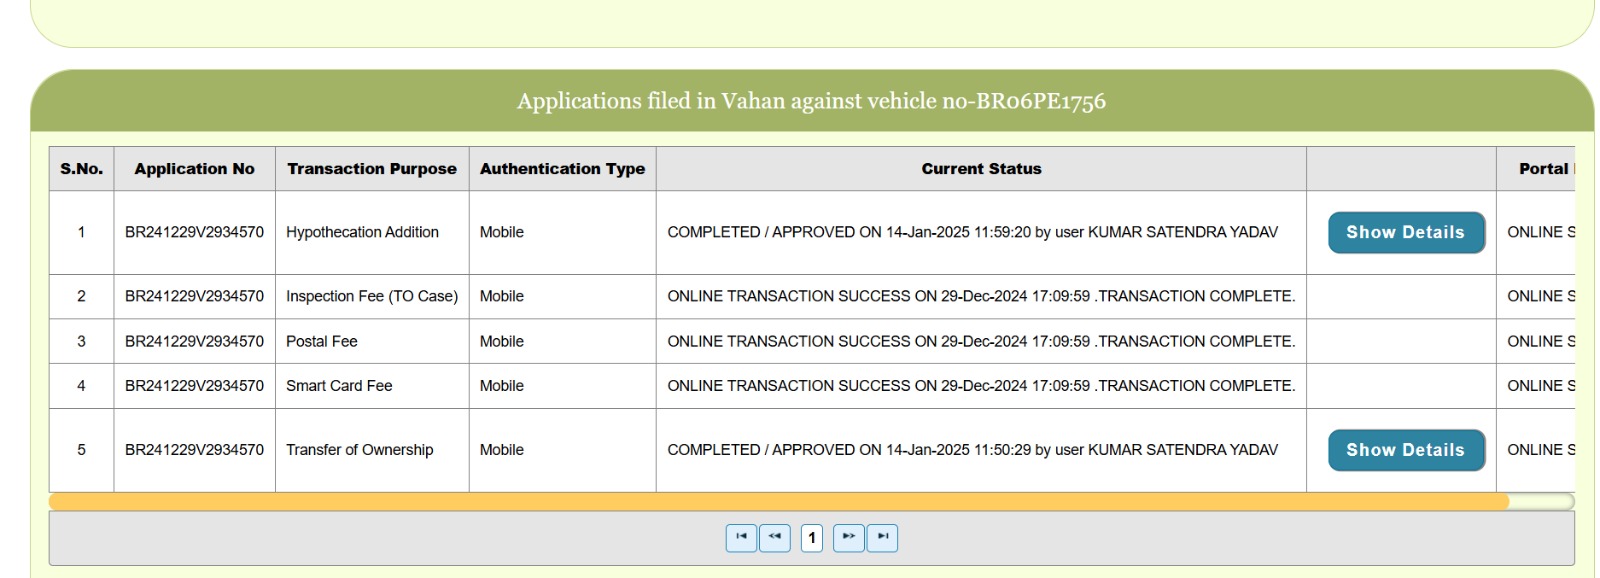 Applications filed in Vahan against vehicle no-BR06PE1756
S.No. Application No Transaction Purpose Authentication Type Current Status Portal
1 BR241229V2934570 Hypothecation Addition Mobile COMPLETED / APPROVED ON 14-Jan-2025 11:59:20 by user KUMAR SATENDRA YADAV Show Details ONLINE S
2 BR241229V2934570 Inspection Fee (TO Case) Mobile ONLINE TRANSACTION SUCCESS ON 29-Dec-2024 17:09:59 .TRANSACTION COMPLETE. ONLINE S
3 BR241229V2934570 Postal Fee Mobile ONLINE TRANSACTION SUCCESS ON 29-Dec-2024 17:09:59 .TRANSACTION COMPLETE. ONLINE S
4 BR241229V2934570 Smart Card Fee Mobile ONLINE TRANSACTION SUCCESS ON 29-Dec-2024 17:09:59 .TRANSACTION COMPLETE. ONLINE S
5 BR241229V2934570 Transfer of Ownership Mobile COMPLETED / APPROVED ON 14-Jan-2025 11:50:29 by user KUMAR SATENDRA YADAV Show Details ONLINE S
1